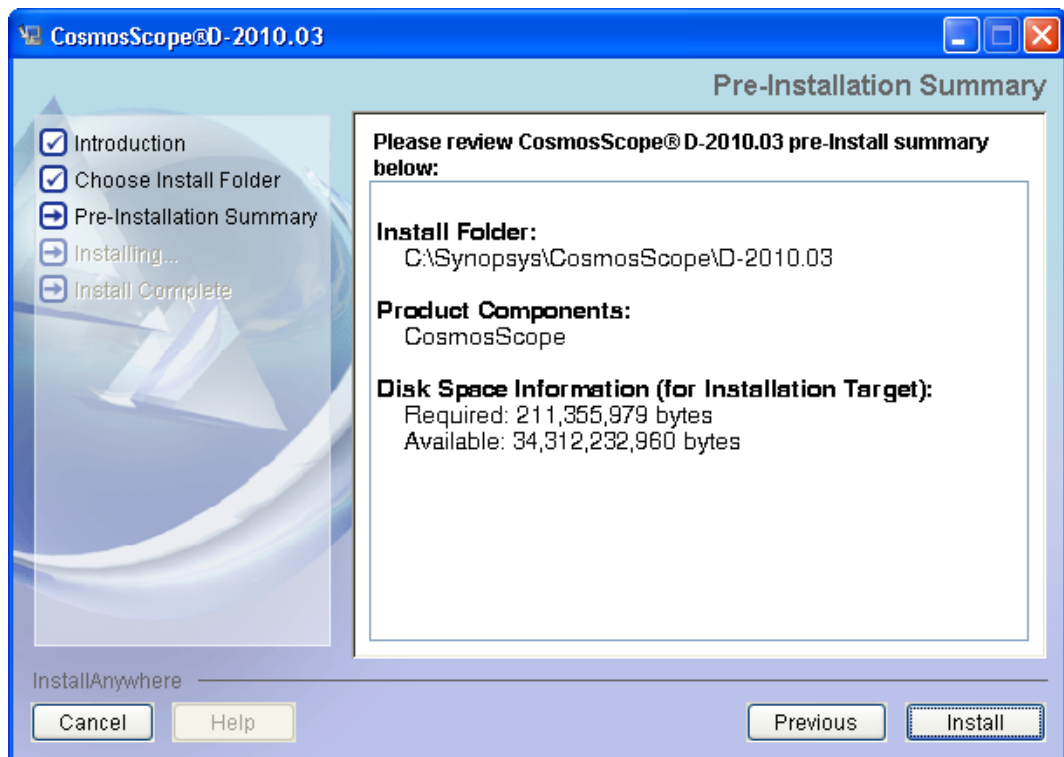 CosmosScope®D-2010.03
Pre-Installation Summary
Introduction
Choose Install Folder
Pre-Installation Summary
Installing...
Install Complete
Please review CosmosScope® D-2010.03 pre-Install summary
below:
Install Folder:
C:\Synopsys\CosmosScope\D-2010.03
Product Components:
CosmosScope
Disk Space Information (for Installation Target):
Required: 211,355,979 bytes
Available: 34,312,232,960 bytes
InstallAnywhere
Cancel
Help
Previous
Install